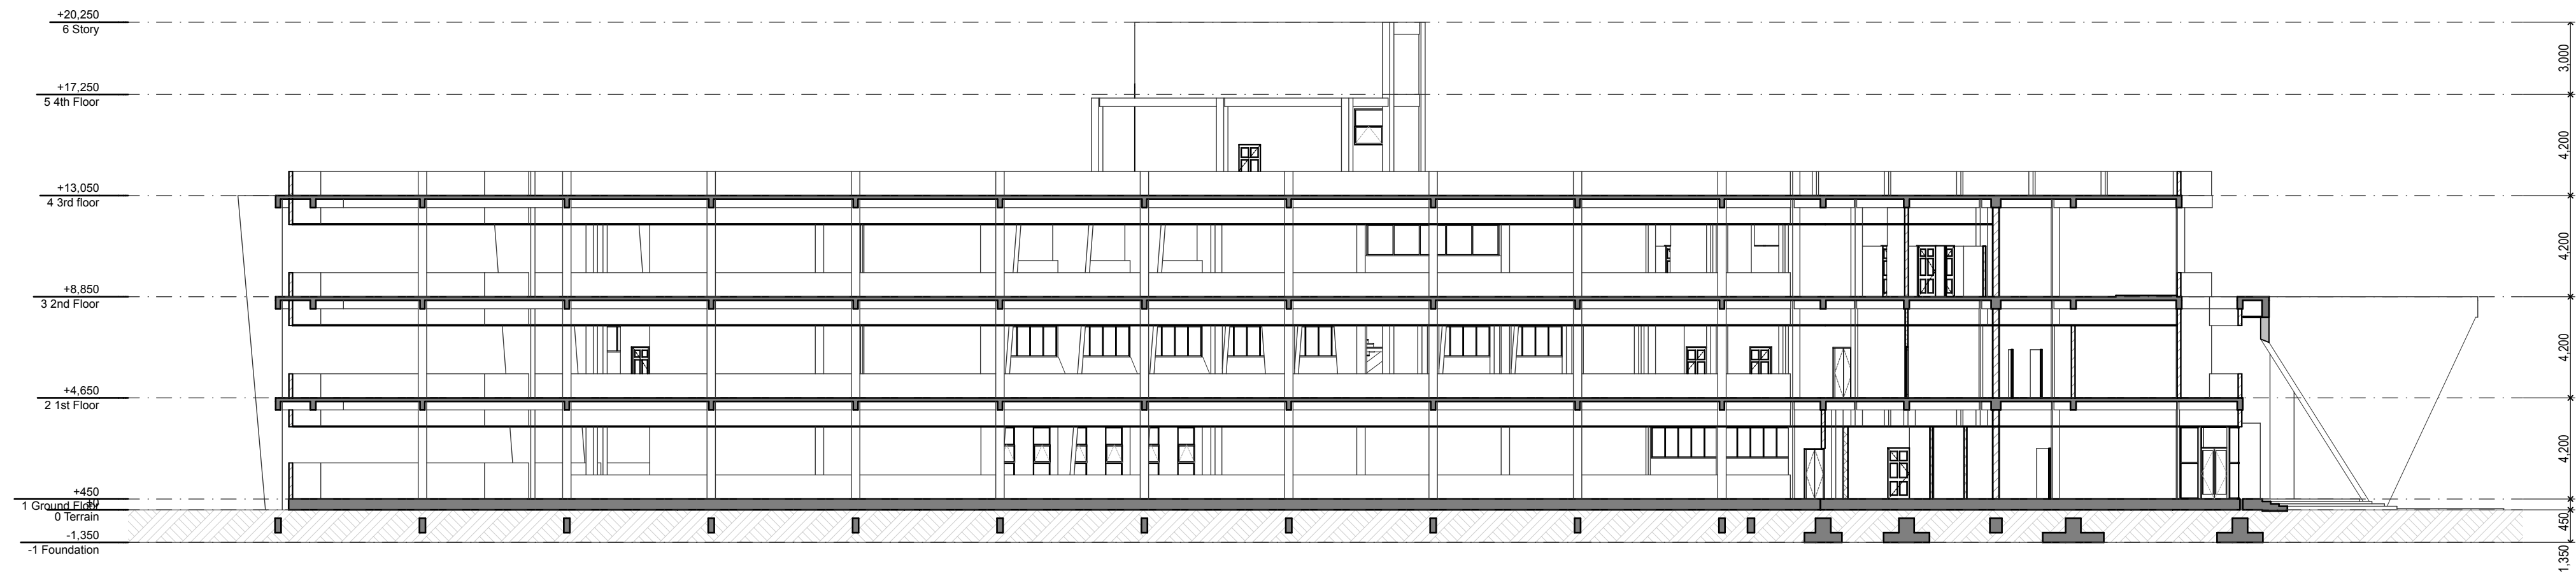 +20,250
6 Story
+17,250
5 4th Floor
+13,050
4 3rd floor
+8,850
3 2nd Floor
+4,650
2 1st Floor
+450
1 Ground Floor
±0
0 Terrain
-1,350
-1 Foundation
3,000
4,200
4,200
4,200
4,200
450
1,350